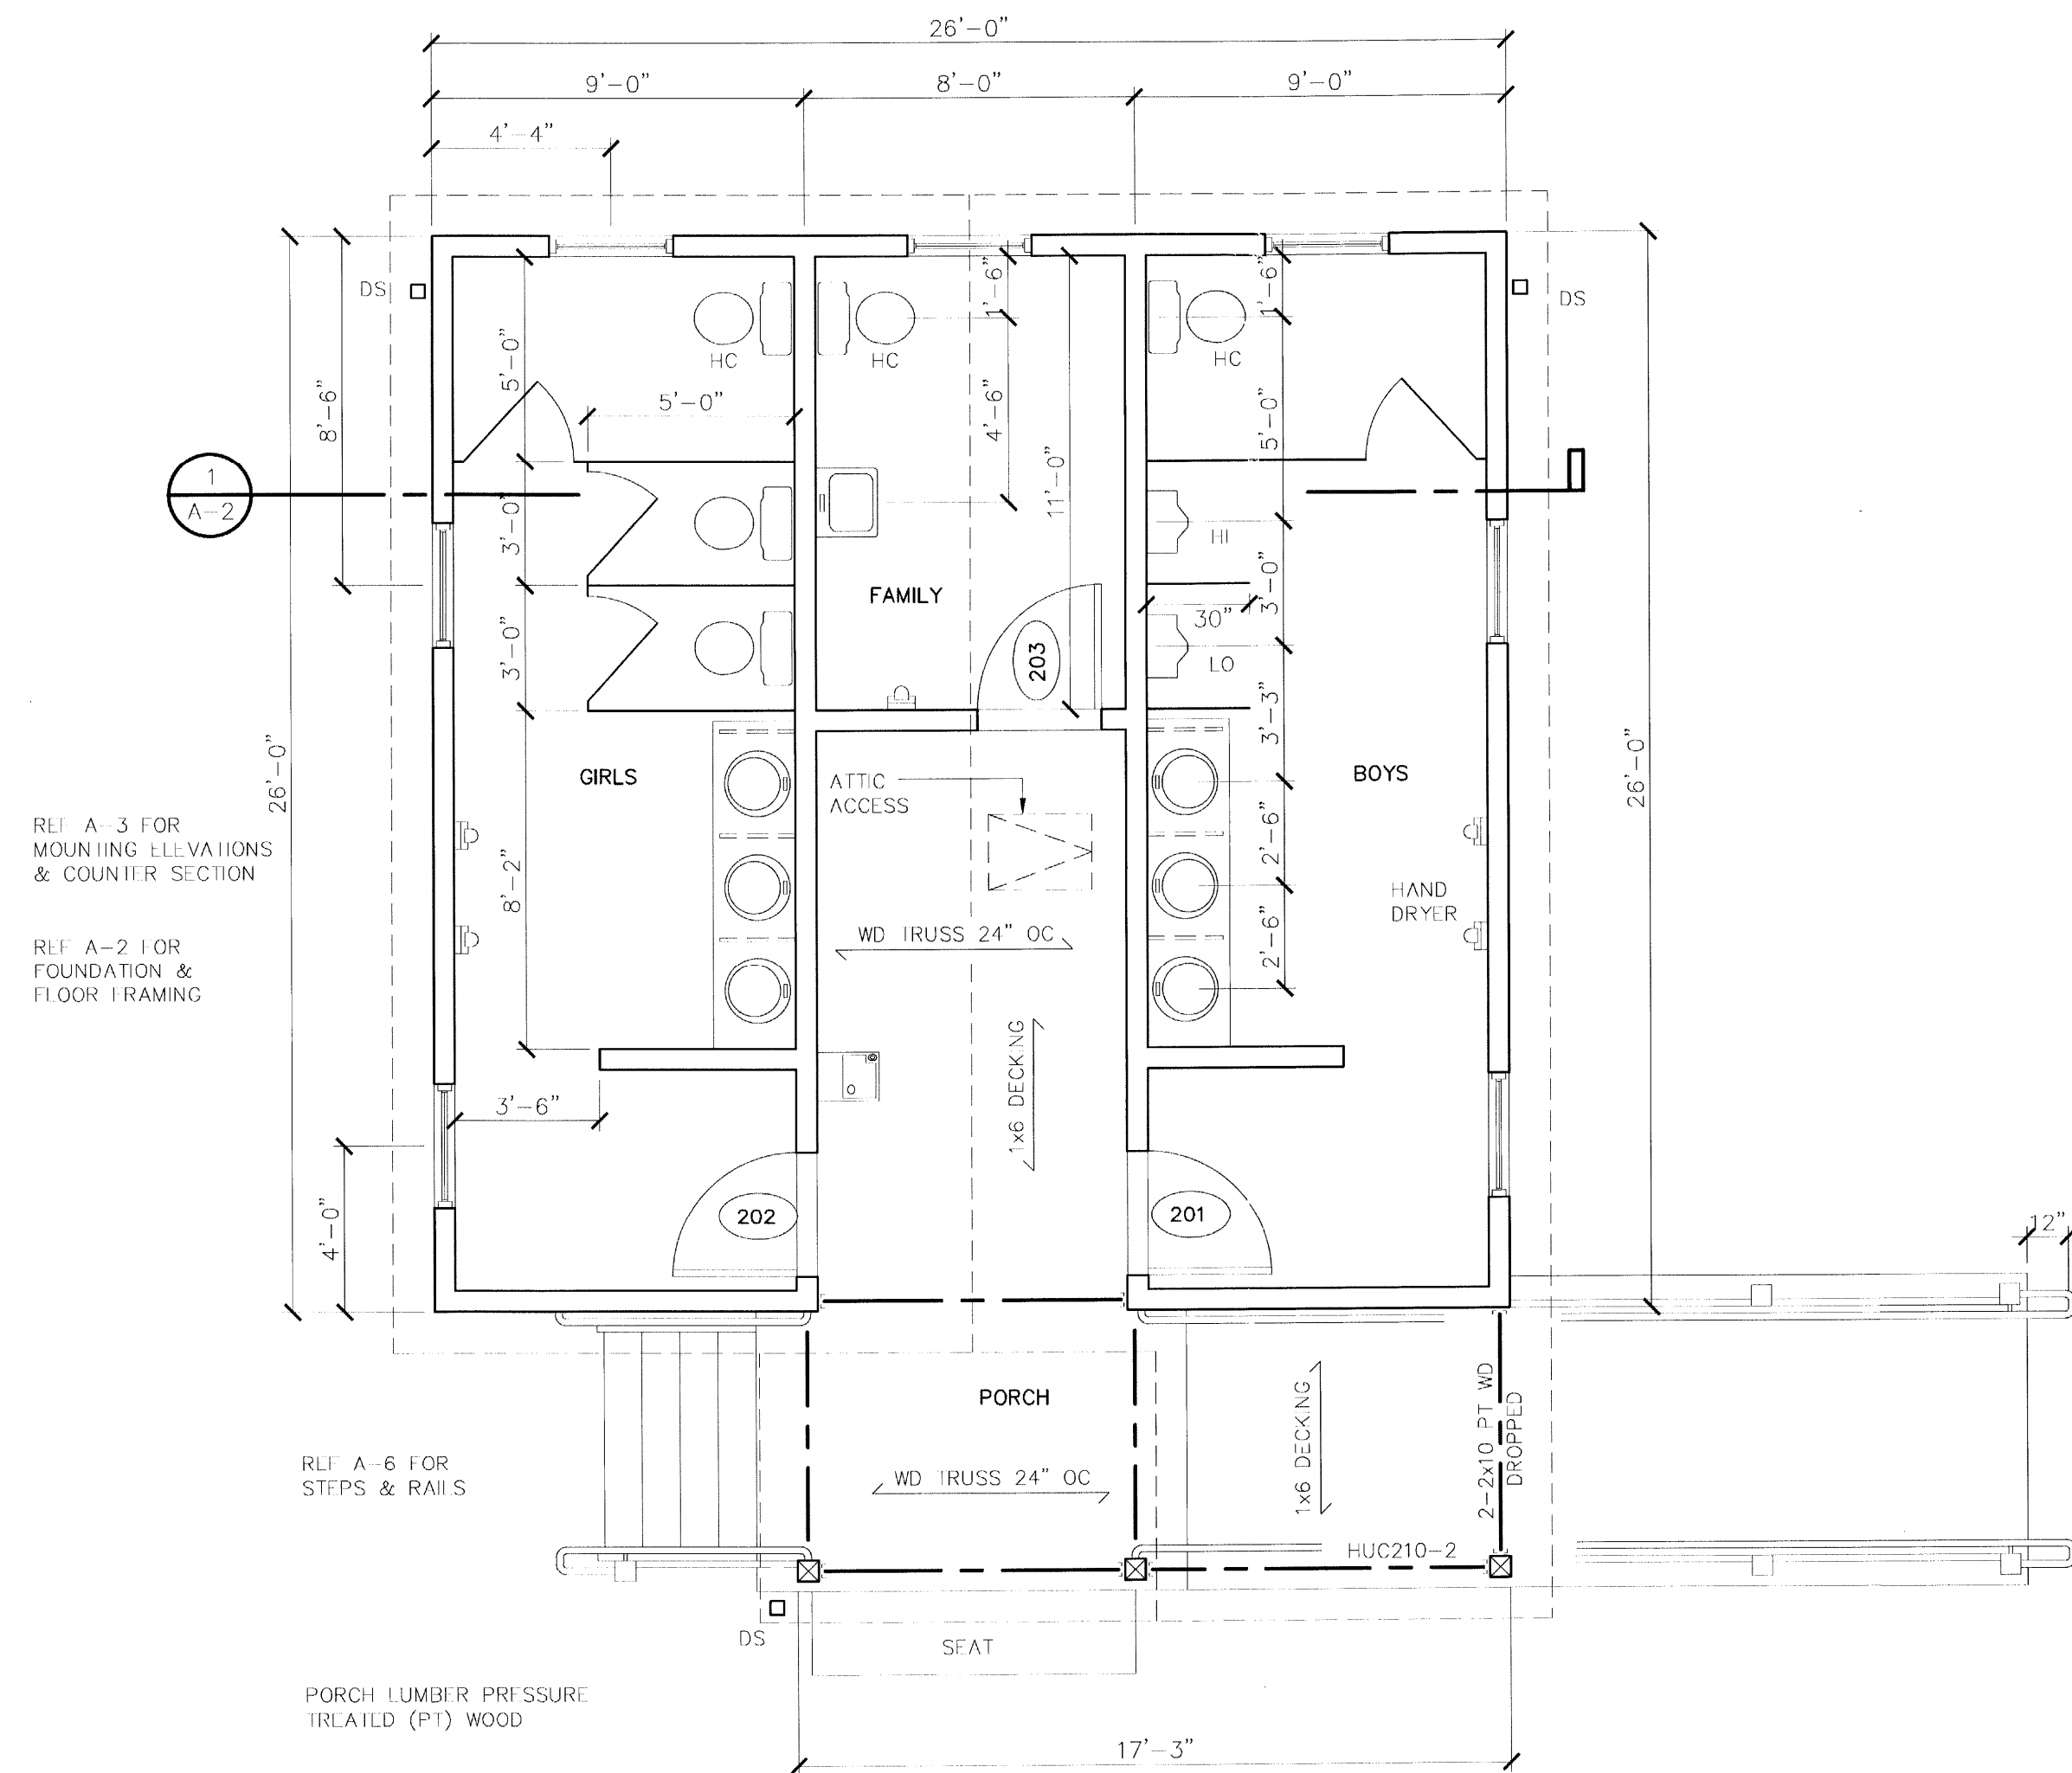 26'-0"
9'-0"
8'-0"
9'-0"
4'-4"
DS
DS
HC
HC
HC
1'-6"
1'-6"
5'-0"
5'-0"
8'-6"
4'-6"
5'-0"
11'-0"
1
A-2
3'-0"
HI
FAMILY
3'-0"
30"
203
3'-0"
LO
3'-3"
GIRLS
BOYS
26'-0"
26'-0"
ATTIC
ACCESS
REF A-3 FOR
MOUNTING ELEVATIONS
& COUNTER SECTION
8'-2"
2'-6"
HAND
DRYER
WD TRUSS 24" OC
2'-6"
REF A-2 FOR
FOUNDATION &
FLOOR FRAMING
1x6 DECKING
3'-6"
4'-0"
202
201
12"
PORCH
1x6 DECKING
2-2x10 PT WD
DROPPED
REF A-6 FOR
STEPS & RAILS
WD TRUSS 24" OC
HUC210-2
DS
SEAT
PORCH LUMBER PRESSURE
TREATED (PT) WOOD
17'-3"